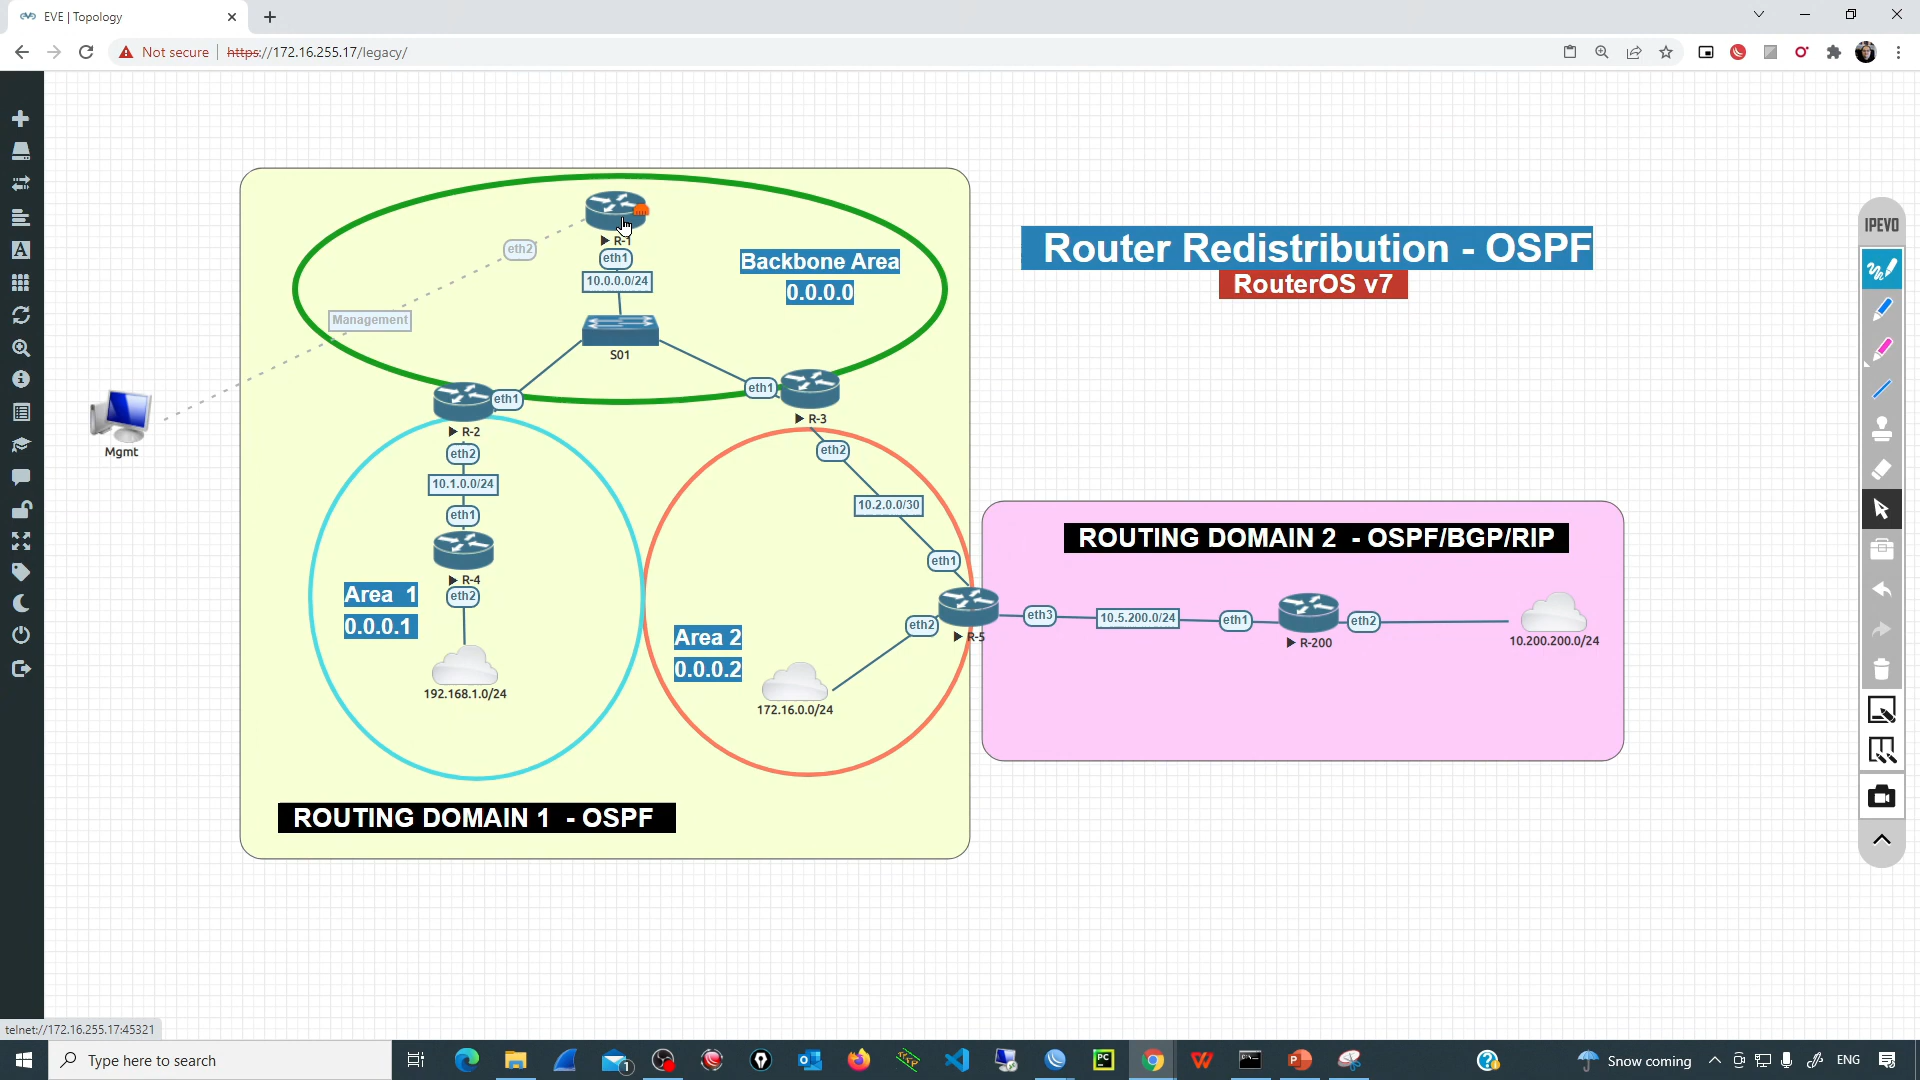 EVE | Topology
Not secure
https://172.16.255.17/legacy/
IPEVO
R-1
eth2
eth1
10.0.0.0/24
Backbone Area
0.0.0.0
Router Redistribution - OSPF
RouterOS v7
Management
S01
Mgmt
eth1
R-2
eth1
R-3
eth2
10.1.0.0/24
eth1
R-4
eth2
Area 1
0.0.0.1
192.168.1.0/24
eth2
10.2.0.0/30
eth1
R-5
eth2
Area 2
0.0.0.2
172.16.0.0/24
ROUTING DOMAIN 2 - OSPF/BGP/RIP
eth3
10.5.200.0/24
eth1
R-200
eth2
10.200.200.0/24
ROUTING DOMAIN 1 - OSPF
telnet://172.16.255.17:45321
Type here to search
1
PC
Snow coming
ENG